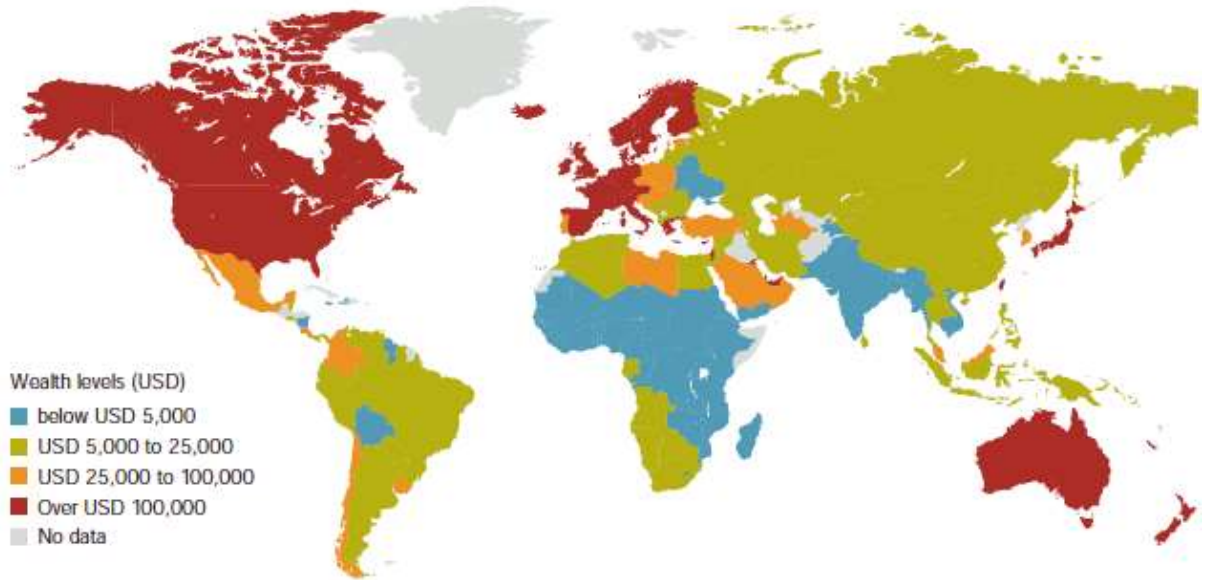 Wealth levels (USD)
below USD 5,000
USD 5,000 to 25,000
USD 25,000 to 100,000
Over USD 100,000
No data